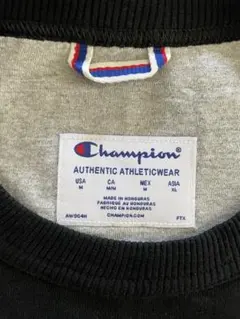 Champion
AUTHENTIC ATHLETICWEAR
USA CA MEX ASIA
M M/M M XL
MADE IN HONDURAS
FABRIQUÉ AU HONDURAS
HECHO EN HONDURAS
CHAMPION.COM